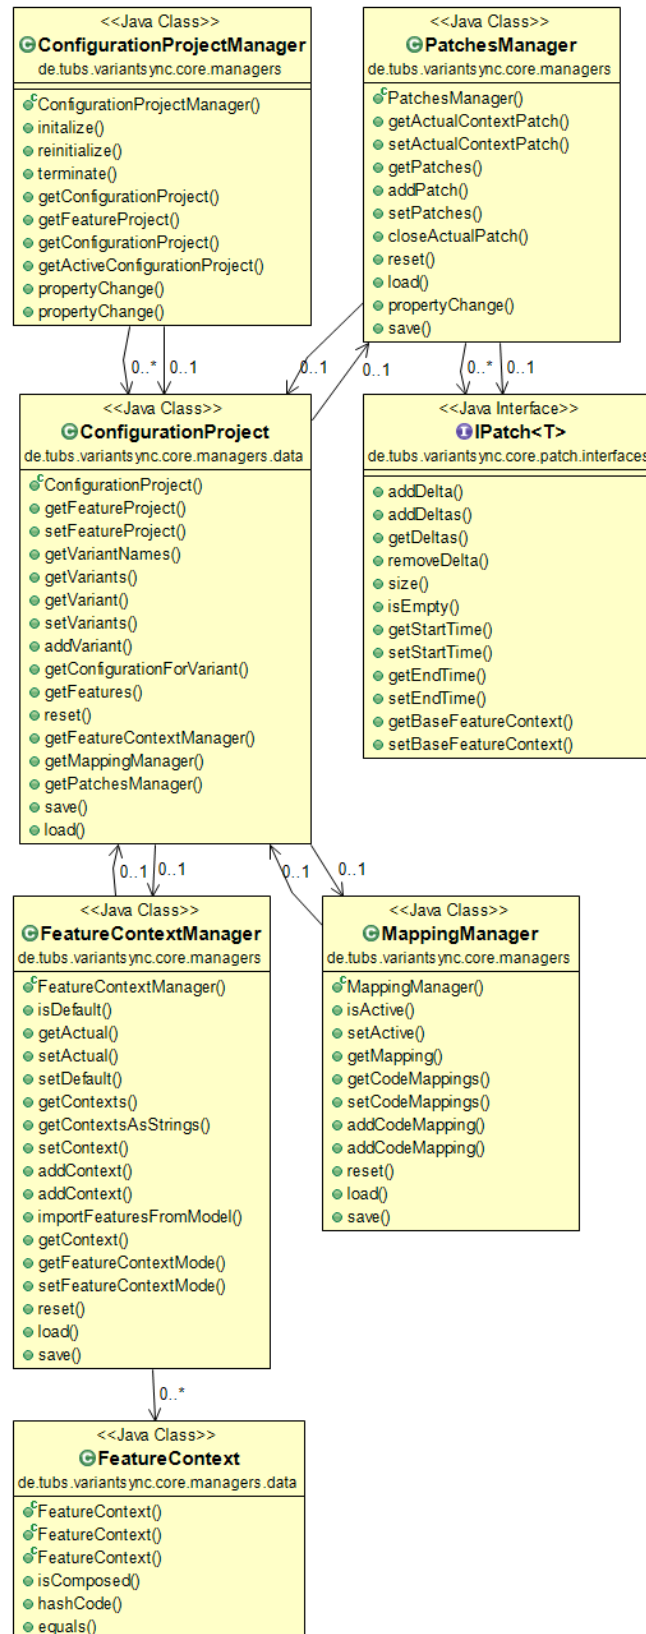 <<Java Class>>
ConfigurationProjectManager
de.tubs.variantsync.core.managers
ConfigurationProjectManager()
initalize()
reinitialize()
terminate()
getConfigurationProject()
getFeatureProject()
getConfigurationProject()
getActiveConfigurationProject()
propertyChange()
propertyChange()
<<Java Class>>
PatchesManager
de.tubs.variantsync.core.managers
PatchesManager()
getActualContextPatch()
setActualContextPatch()
getPatches()
addPatch()
setPatches()
closeActualPatch()
reset()
load()
propertyChange()
save()
0..*
0..1
0..1
0..1
0..*
0..1
<<Java Class>>
ConfigurationProject
de.tubs.variantsync.core.managers.data
ConfigurationProject()
getFeatureProject()
setFeatureProject()
getVariantNames()
getVariants()
getVariant()
setVariants()
addVariant()
getConfigurationForVariant()
getFeatures()
reset()
getFeatureContextManager()
getMappingManager()
getPatchesManager()
save()
load()
<<Java Interface>>
IPatch<T>
de.tubs.variantsync.core.patch.interfaces
addDelta()
addDeltas()
getDeltas()
removeDelta()
size()
isEmpty()
getStartTime()
setStartTime()
getEndTime()
setEndTime()
getBaseFeatureContext()
setBaseFeatureContext()
0..1
0..1
0..1
0..1
<<Java Class>>
FeatureContextManager
de.tubs.variantsync.core.managers
FeatureContextManager()
isDefault()
getActual()
setActual()
setDefault()
getContexts()
getContextsAsStrings()
setContext()
addContext()
addContext()
importFeaturesFromModel()
getContext()
getFeatureContextMode()
setFeatureContextMode()
reset()
load()
save()
<<Java Class>>
MappingManager
de.tubs.variantsync.core.managers
MappingManager()
isActive()
setActive()
getMapping()
getCodeMappings()
setCodeMappings()
addCodeMapping()
addCodeMapping()
reset()
load()
save()
0..*
<<Java Class>>
FeatureContext
de.tubs.variantsync.core.managers.data
FeatureContext()
FeatureContext()
FeatureContext()
isComposed()
hashCode()
equals()